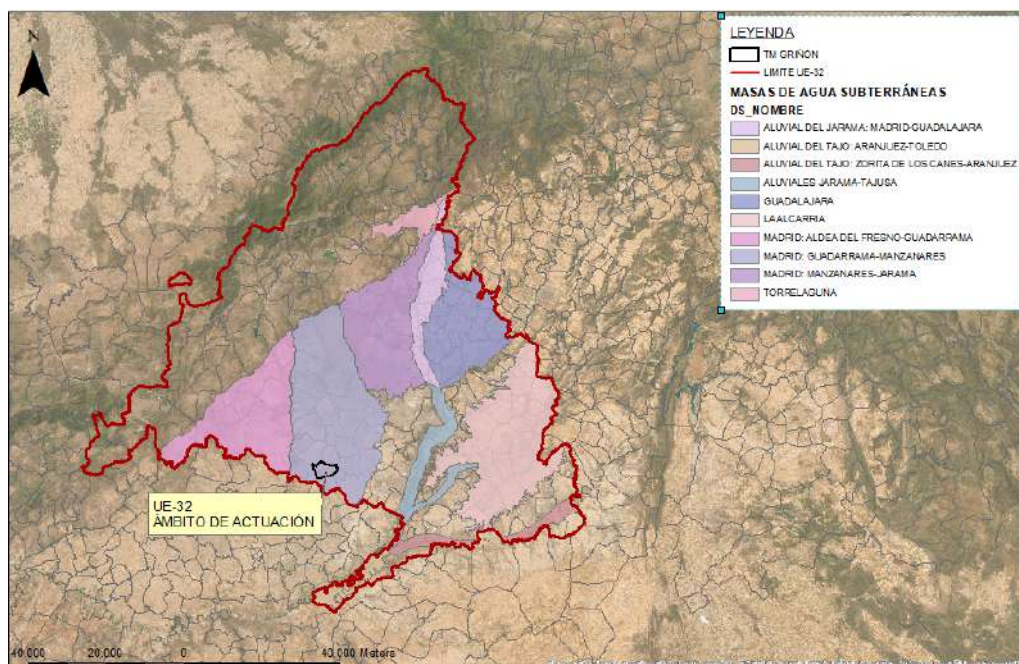 N
LEYENDA
TM GRIÑON
LIMITE UE-32
MASAS DE AGUA SUBTERRÁNEAS
DS_NOMBRE
ALUVIAL DEL JARAMA: MADRID-GUADALAJARA
ALUVIAL DEL TAJO: ARANJUEZ-TOLEDO
ALUVIAL DEL TAJO: ZORITA DE LOS CANES-ARANJUEZ
ALUVIALES JARAMA-TAJUÑA
GUADALAJARA
LA ALCARRIA
MADRID: ALDEA DEL FRESNO-GUADARRAMA
MADRID: GUADARRAMA-MANZANARES
MADRID: MANZANARES-JARAMA
TORRELAGUNA
UE-32
ÁMBITO DE ACTUACIÓN
40.000 20.000 0 40.000 Meters